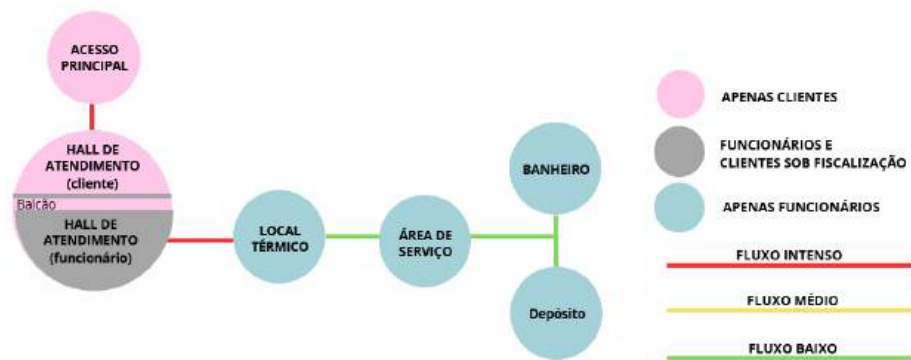 ACESSO
PRINCIPAL
HALL DE
ATENDIMENTO
(cliente)
Balcão
HALL DE
ATENDIMENTO
(funcionário)
LOCAL
TÉRMICO
ÁREA DE
SERVIÇO
BANHEIRO
Depósito
APENAS CLIENTES
FUNCIONÁRIOS E
CLIENTES SOB FISCALIZAÇÃO
APENAS FUNCIONÁRIOS
FLUXO INTENSO
FLUXO MÉDIO
FLUXO BAIXO